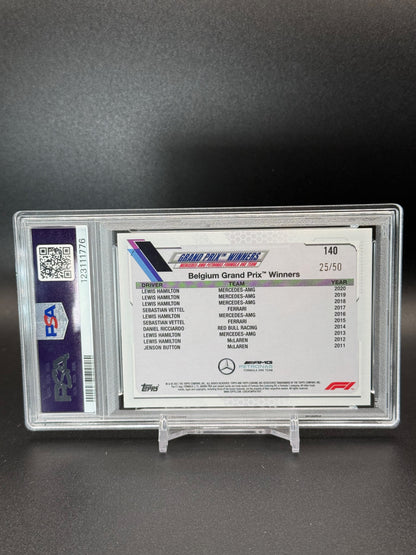 123111776
PSA
PSA
GRAND PRIX™ WINNERS
MERCEDES-AMG PETRONAS FORMULA ONE TEAM
140
25/50
Belgium Grand Prix™ Winners
DRIVER TEAM YEAR
LEWIS HAMILTON MERCEDES-AMG 2020
LEWIS HAMILTON MERCEDES-AMG 2019
LEWIS HAMILTON MERCEDES-AMG 2018
SEBASTIAN VETTEL FERRARI 2017
LEWIS HAMILTON MERCEDES-AMG 2016
SEBASTIAN VETTEL FERRARI 2015
DANIEL RICCIARDO RED BULL RACING 2014
LEWIS HAMILTON MERCEDES-AMG 2013
LEWIS HAMILTON McLAREN 2012
JENSON BUTTON McLAREN 2011
Topps
AMG
PETRONAS
FORMULA ONE TEAM
F1